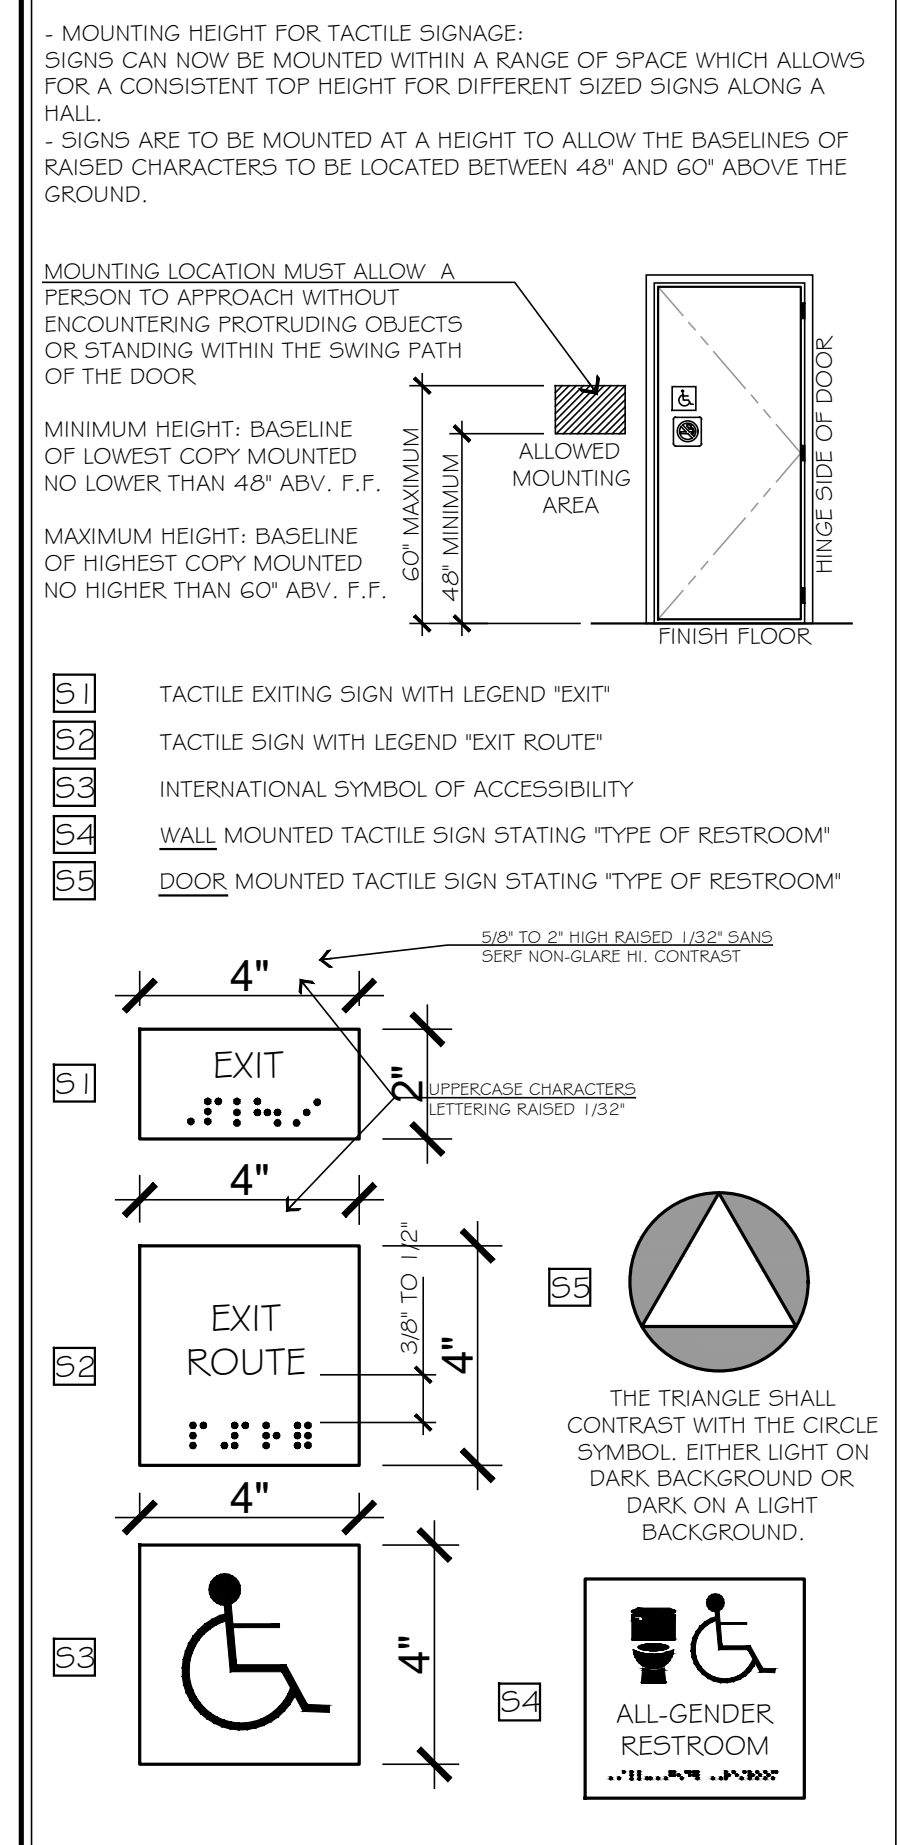 - MOUNTING HEIGHT FOR TACTILE SIGNAGE:
SIGNS CAN NOW BE MOUNTED WITHIN A RANGE OF SPACE WHICH ALLOWS
FOR A CONSISTENT TOP HEIGHT FOR DIFFERENT SIZED SIGNS ALONG A
HALL.
- SIGNS ARE TO BE MOUNTED AT A HEIGHT TO ALLOW THE BASELINES OF
RAISED CHARACTERS TO BE LOCATED BETWEEN 48" AND 60" ABOVE THE
GROUND.
MOUNTING LOCATION MUST ALLOW A
PERSON TO APPROACH WITHOUT
ENCOUNTERING PROTRUDING OBJECTS
OR STANDING WITHIN THE SWING PATH
OF THE DOOR
MINIMUM HEIGHT: BASELINE
OF LOWEST COPY MOUNTED
NO LOWER THAN 48" ABV. F.F.
MAXIMUM HEIGHT: BASELINE
OF HIGHEST COPY MOUNTED
NO HIGHER THAN 60" ABV. F.F.
60" MAXIMUM
48" MINIMUM
ALLOWED
MOUNTING
AREA
HINGE SIDE OF DOOR
FINISH FLOOR
S1 TACTILE EXITING SIGN WITH LEGEND "EXIT"
S2 TACTILE SIGN WITH LEGEND "EXIT ROUTE"
S3 INTERNATIONAL SYMBOL OF ACCESSIBILITY
S4 WALL MOUNTED TACTILE SIGN STATING "TYPE OF RESTROOM"
S5 DOOR MOUNTED TACTILE SIGN STATING "TYPE OF RESTROOM"
5/8" TO 2" HIGH RAISED 1/32" SANS
SERF NON-GLARE HI. CONTRAST
4"
S1
EXIT
2"
UPPERCASE CHARACTERS
LETTERING RAISED 1/32"
4"
S2
EXIT
ROUTE
3/8" TO 1/2"
4"
S5
THE TRIANGLE SHALL
CONTRAST WITH THE CIRCLE
SYMBOL. EITHER LIGHT ON
DARK BACKGROUND OR
DARK ON A LIGHT
BACKGROUND.
4"
S3
4"
S4
ALL-GENDER
RESTROOM